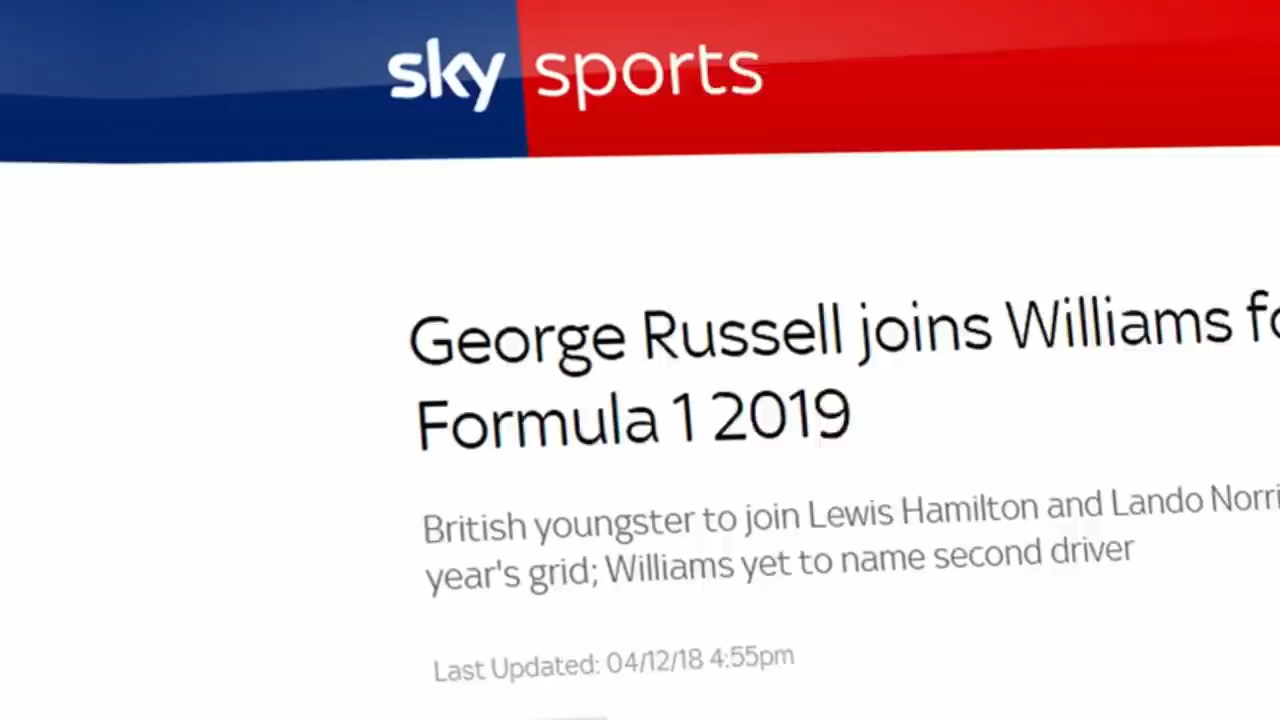 sky sports
George Russell joins Williams fo
Formula 1 2019
British youngster to join Lewis Hamilton and Lando Norri
year's grid; Williams yet to name second driver
Last Updated: 04/12/18 4:55pm